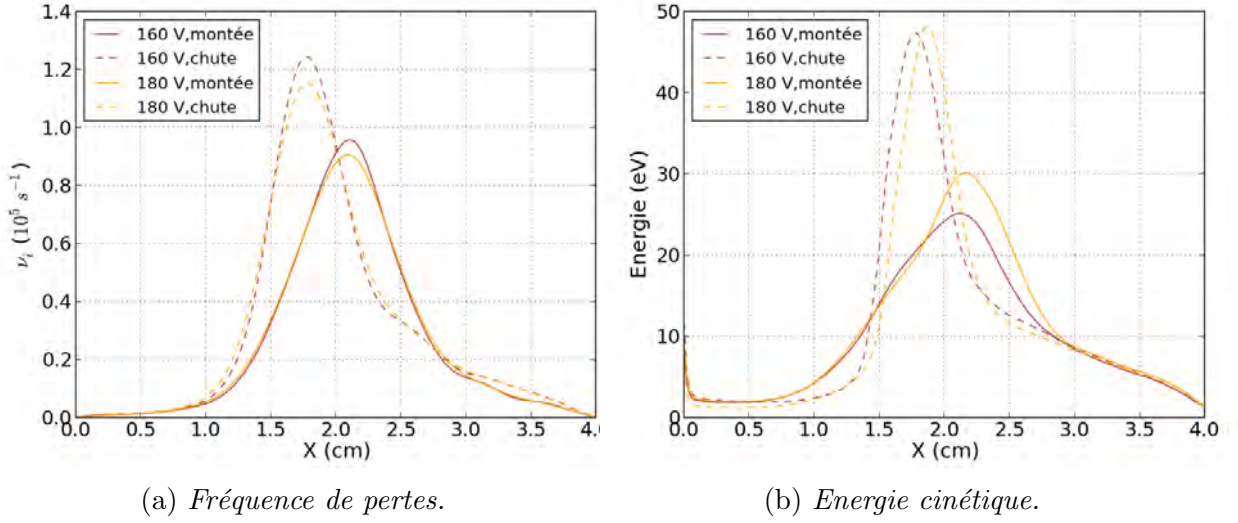 1.4
1.2
1.0
0.8
0.6
0.4
0.2
0.0
ν_i (10^5 s^-1)
160 V,montée
160 V,chute
180 V,montée
180 V,chute
0.0 0.5 1.0 1.5 2.0 2.5 3.0 3.5 4.0
X (cm)
(a) Fréquence de pertes.
50
40
30
20
10
0
Energie (eV)
160 V,montée
160 V,chute
180 V,montée
180 V,chute
0.0 0.5 1.0 1.5 2.0 2.5 3.0 3.5 4.0
X (cm)
(b) Energie cinétique.